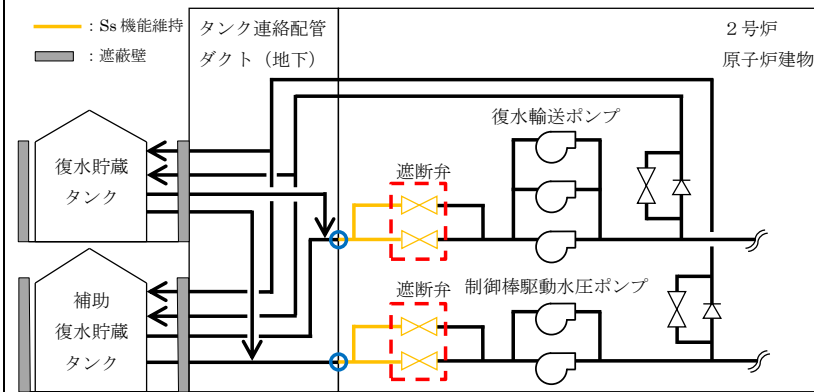 ：Ss 機能維持
：遮蔽壁
タンク連絡配管
ダクト（地下）
２号炉
原子炉建物
復水輸送ポンプ
復水貯蔵
タンク
遮断弁
補助
復水貯蔵
タンク
遮断弁
制御棒駆動水圧ポンプ